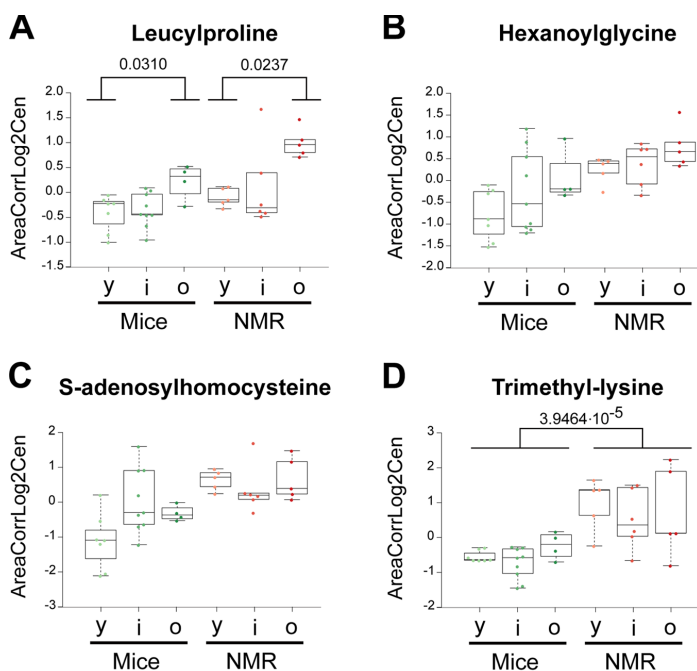 A
Leucylproline
0.0310 0.0237
AreaCorrLog2Cen
2.0
1.5
1.0
0.5
0.0
-0.5
-1.0
1.5
y i o y i o
Mice NMR
B
Hexanoylglycine
AreaCorrLog2Cen
2.0
1.5
1.0
0.5
0.0
-0.5
-1.0
-1.5
-2.0
y i o y i o
Mice NMR
C
S-adenosylhomocysteine
AreaCorrLog2Cen
2
1
0
-1
-2
-3
y i o y i o
Mice NMR
D
Trimethyl-lysine
3.9464·10⁻⁵
AreaCorrLog2Cen
3
2
1
0
-1
-2
y i o y i o
Mice NMR